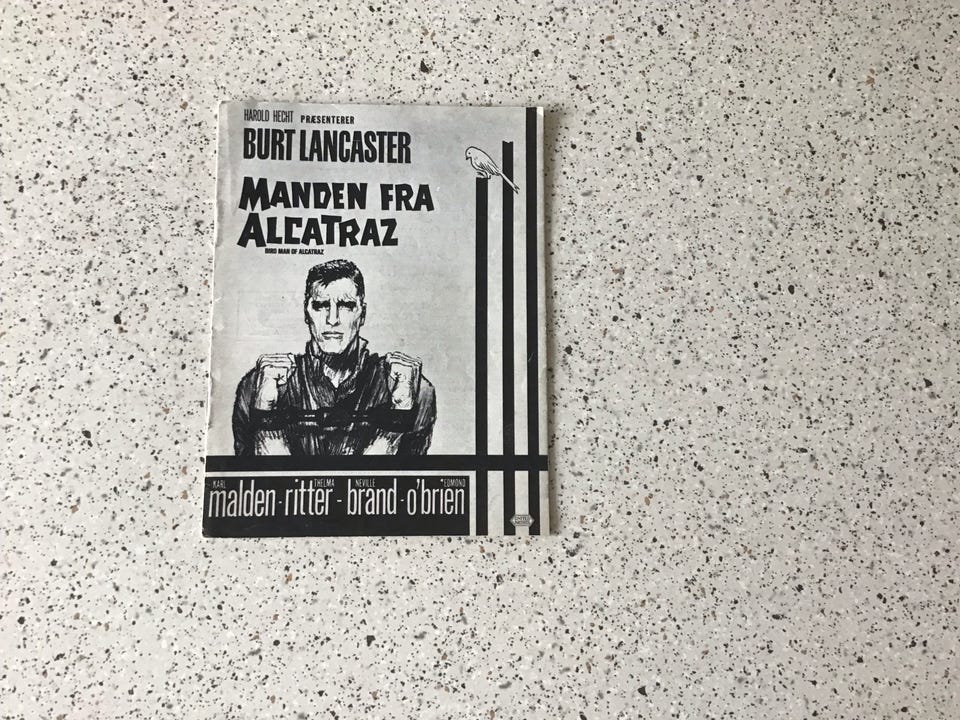 HAROLD HECHT PRÆSENTERER
BURT LANCASTER
MANDEN FRA
ALCATRAZ
BIRD MAN OF ALCATRAZ
KARL THELMA NEVILLE EDMOND
malden - ritter - brand - o'brien